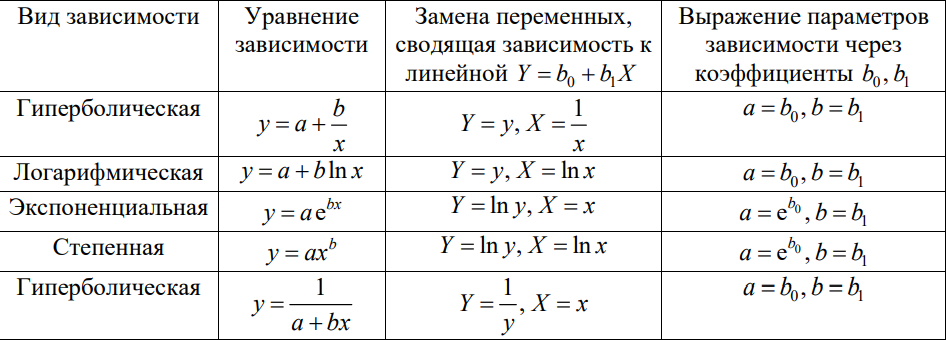 Вид зависимости
Уравнение
зависимости
Замена переменных,
сводящая зависимость к
линейной Y = b₀ + b₁X
Выражение параметров
зависимости через
коэффициенты b₀, b₁
Гиперболическая
y = a + b/x
Y = y, X = 1/x
a = b₀, b = b₁
Логарифмическая
y = a + b ln x
Y = y, X = ln x
a = b₀, b = b₁
Экспоненциальная
y = a e^{bx}
Y = ln y, X = x
a = e^{b₀}, b = b₁
Степенная
y = ax^b
Y = ln y, X = ln x
a = e^{b₀}, b = b₁
Гиперболическая
y = 1/(a + bx)
Y = 1/y, X = x
a = b₀, b = b₁